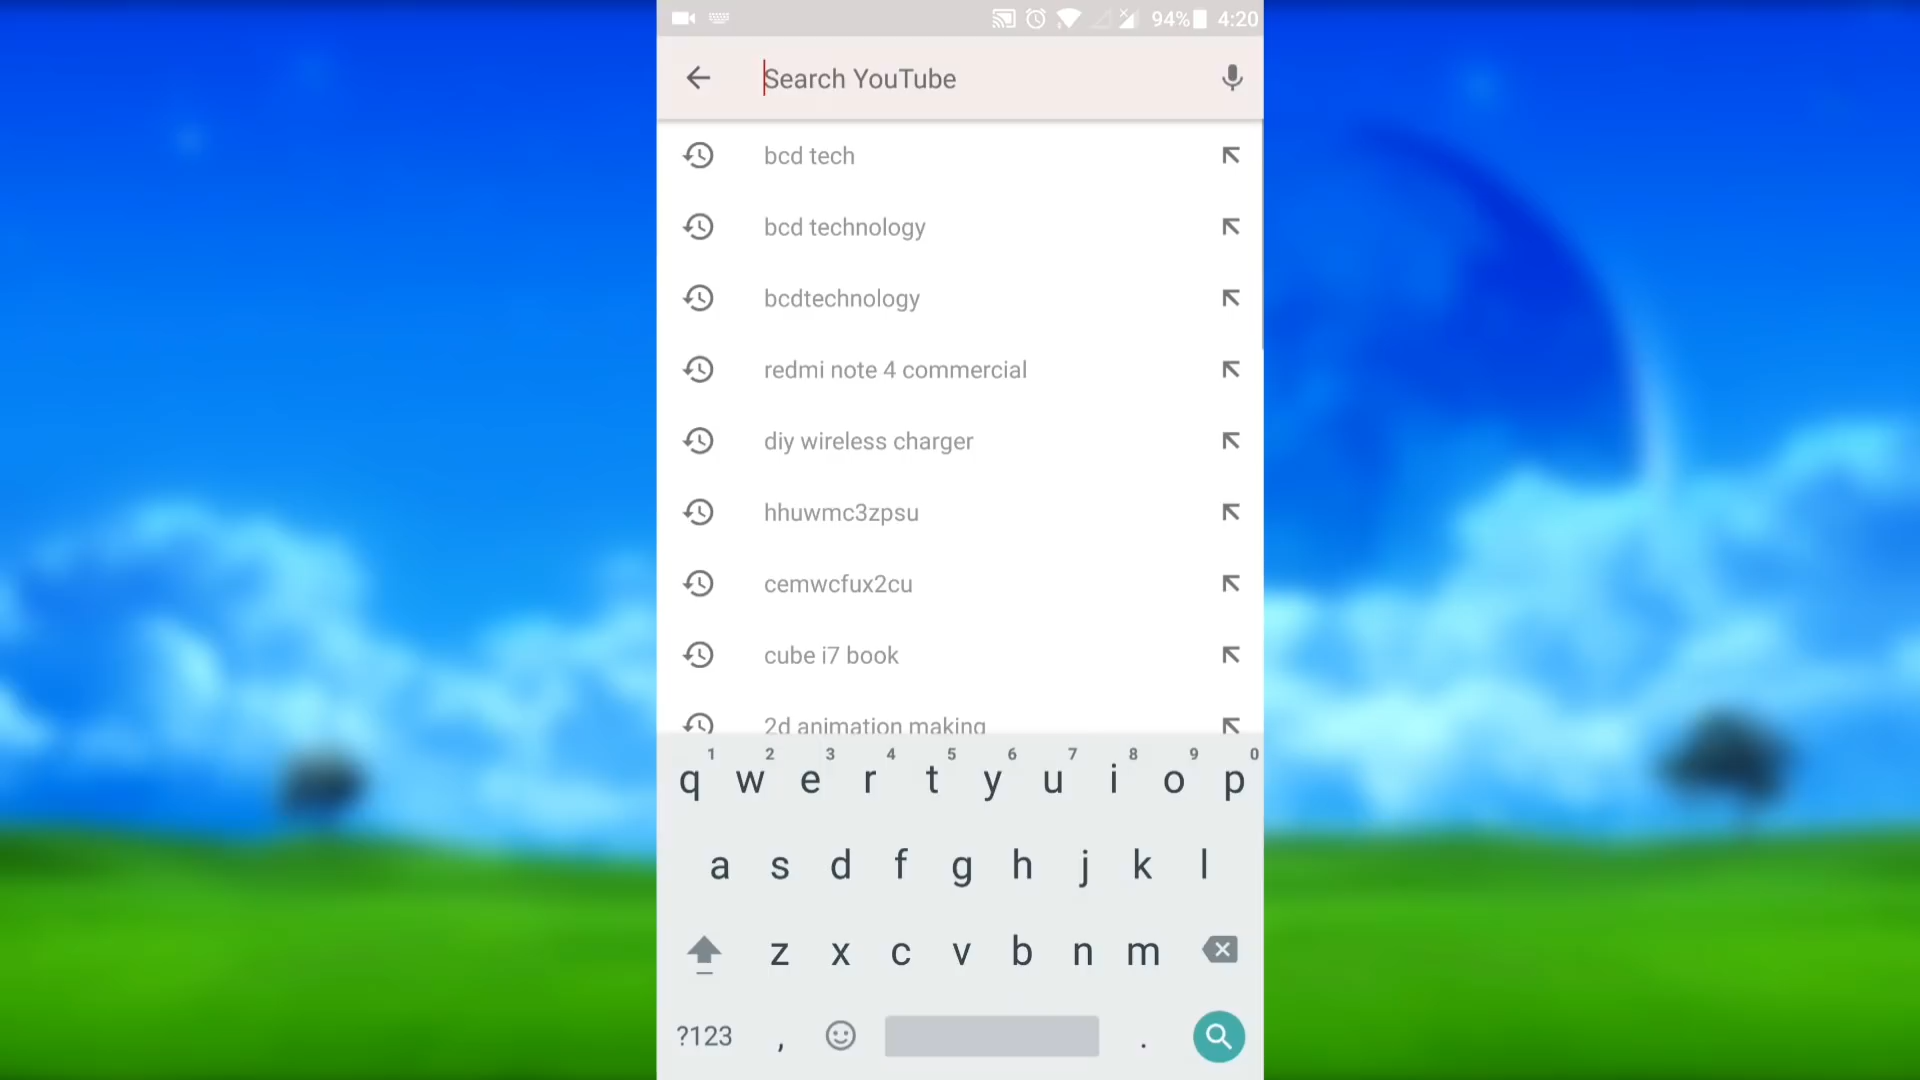 94% 4:20
Search YouTube
bcd tech
bcd technology
bcdtechnology
redmi note 4 commercial
diy wireless charger
hhuwmc3zpsu
cemwcfux2cu
cube i7 book
2d animation making
1 2 3 4 5 6 7 8 9 0
q w e r t y u i o p
a s d f g h j k l
z x c v b n m
?123 , .